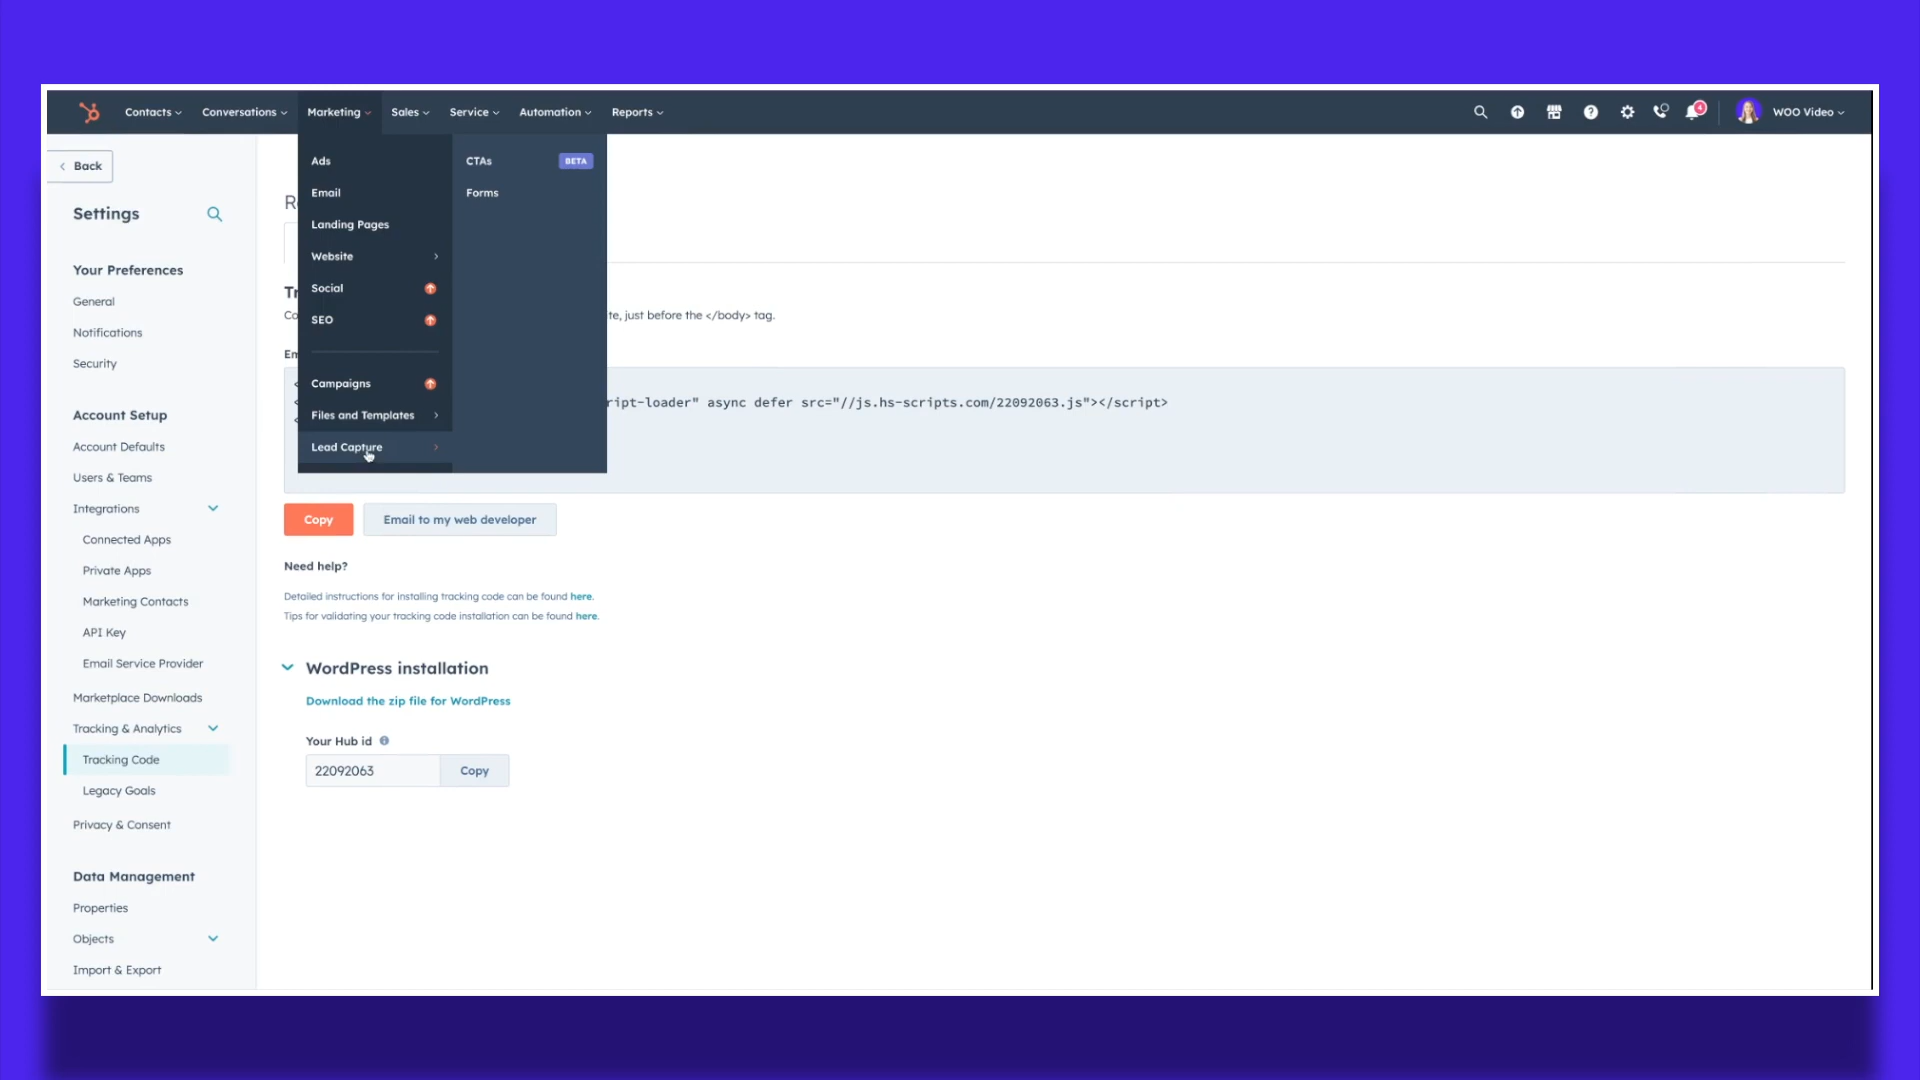 Contacts Conversations Marketing Sales Service Automation Reports 4 WOO Video
Back
Settings
Your Preferences
General
Notifications
Security
Account Setup
Account Defaults
Users & Teams
Integrations
Connected Apps
Private Apps
Marketing Contacts
API Key
Email Service Provider
Marketplace Downloads
Tracking & Analytics
Tracking Code
Legacy Goals
Privacy & Consent
Data Management
Properties
Objects
Import & Export
Ads
Email
Landing Pages
Website
Social
SEO
Campaigns
Files and Templates
Lead Capture
CTAs BETA
Forms
te, just before the </body> tag.
ript-loader" async defer src="//js.hs-scripts.com/22092063.js"></script>
Copy Email to my web developer
Need help?
Detailed instructions for installing tracking code can be found here.
Tips for validating your tracking code installation can be found here.
WordPress installation
Download the zip file for WordPress
Your Hub id
22092063 Copy